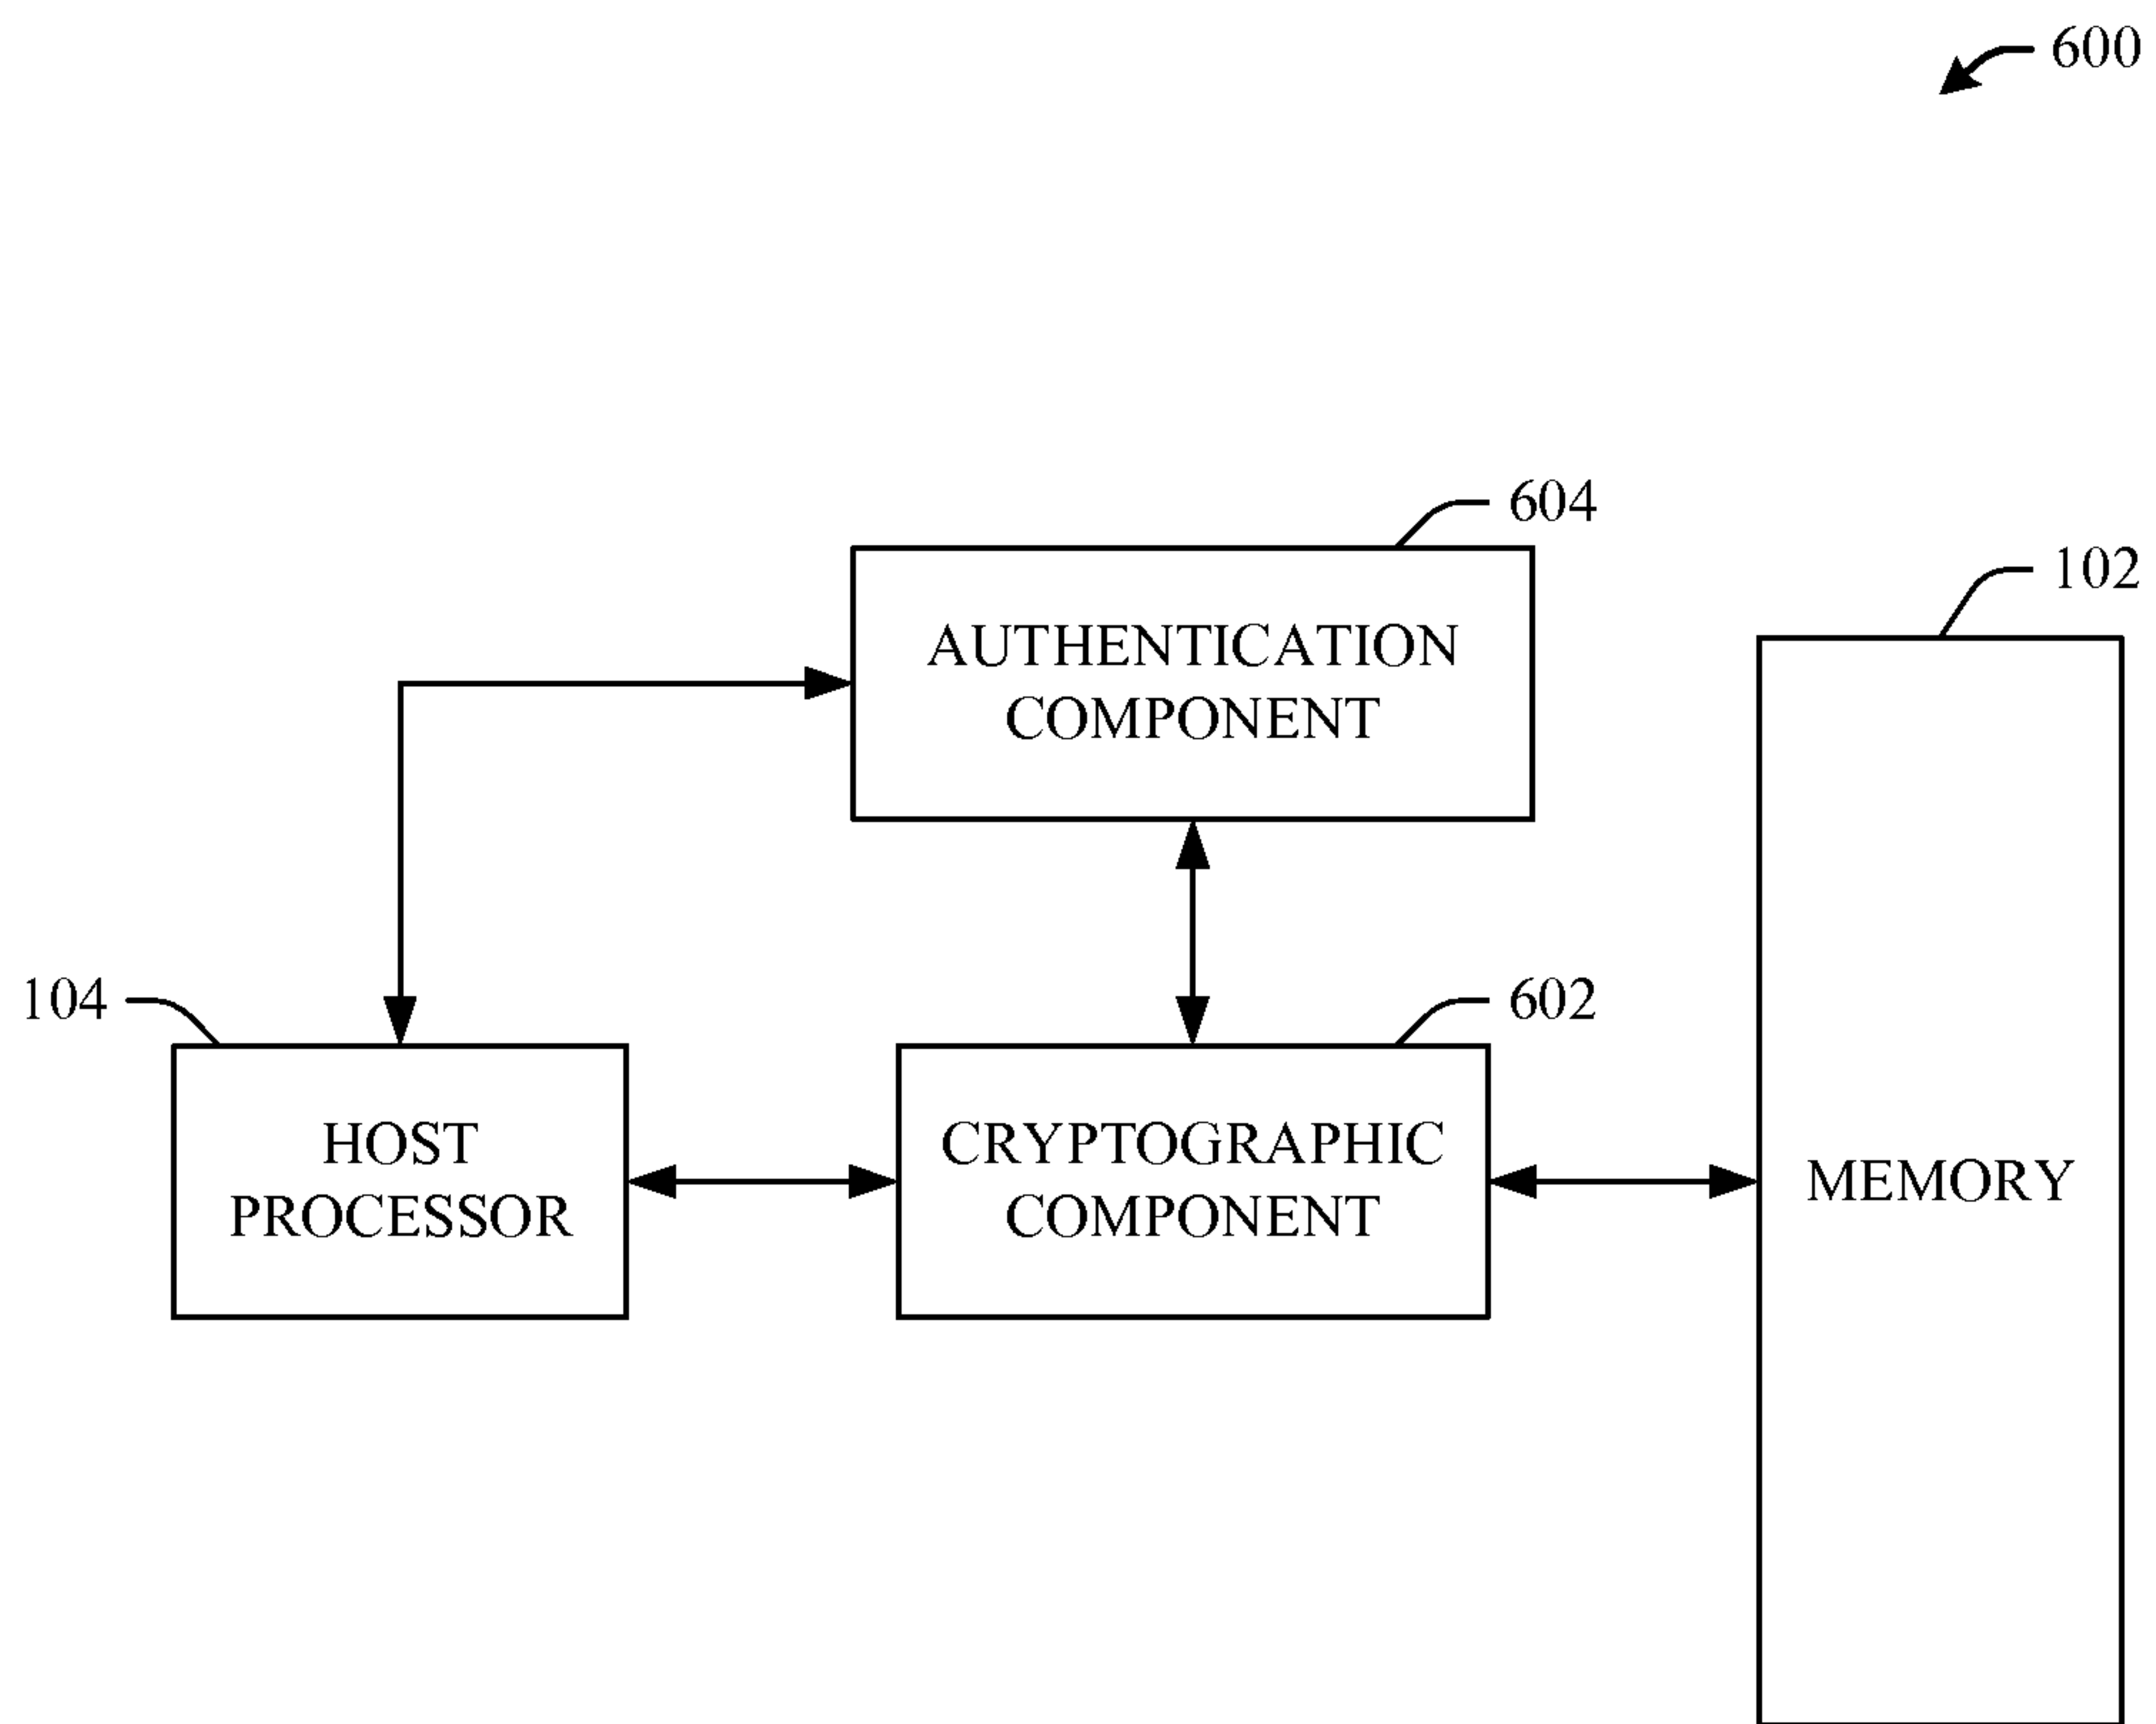 600
604
AUTHENTICATION
COMPONENT
102
104
HOST
PROCESSOR
602
CRYPTOGRAPHIC
COMPONENT
MEMORY